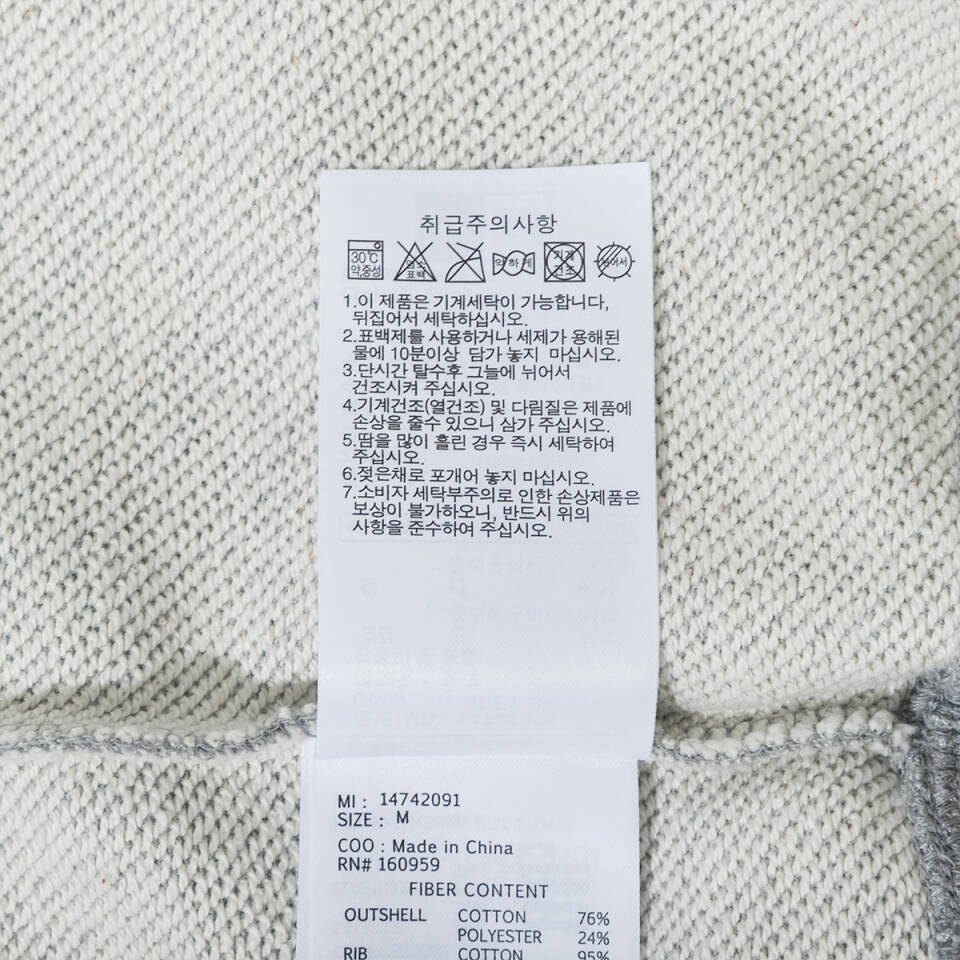 취급주의사항
30℃
약,중성
염소
표백
약하게
기계
건조
뉘어서
1.이 제품은 기계세탁이 가능합니다,
뒤집어서 세탁하십시오.
2.표백제를 사용하거나 세제가 용해된
물에 10분이상 담가 놓지 마십시오.
3.단시간 탈수후 그늘에 뉘어서
건조시켜 주십시오.
4.기계건조(열건조) 및 다림질은 제품에
손상을 줄수 있으니 삼가 주십시오.
5.땀을 많이 흘린 경우 즉시 세탁하여
주십시오.
6.젖은채로 포개어 놓지 마십시오.
7.소비자 세탁부주의로 인한 손상제품은
보상이 불가하오니, 반드시 위의
사항을 준수하여 주십시오.
MI : 14742091
SIZE : M
COO : Made in China
RN# 160959
FIBER CONTENT
OUTSHELL COTTON 76%
POLYESTER 24%
RIB COTTON 95%